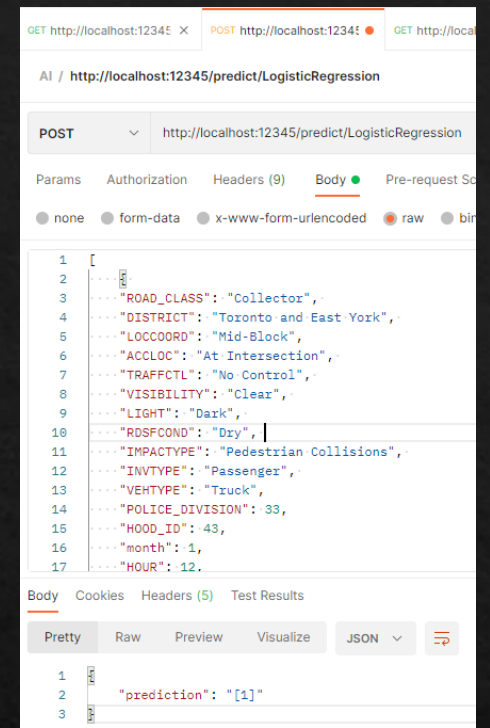 GET http://localhost:12345 POST http://localhost:12345 GET http://local
AI / http://localhost:12345/predict/LogisticRegression
POST http://localhost:12345/predict/LogisticRegression
Params Authorization Headers (9) Body Pre-request Sc
none form-data x-www-form-urlencoded raw bin
1 [
2 {
3 "ROAD_CLASS": "Collector",
4 "DISTRICT": "Toronto and East York",
5 "LOCCOORD": "Mid-Block",
6 "ACCLOC": "At Intersection",
7 "TRAFFCTL": "No Control",
8 "VISIBILITY": "Clear",
9 "LIGHT": "Dark",
10 "RDSFCOND": "Dry",
11 "IMPACTYPE": "Pedestrian Collisions",
12 "INVTYPE": "Passenger",
13 "VEHTYPE": "Truck",
14 "POLICE_DIVISION": 33,
15 "HOOD_ID": 43,
16 "month": 1,
17 "HOUR": 12,
Body Cookies Headers (5) Test Results
Pretty Raw Preview Visualize JSON
1 {
2 "prediction": "[1]"
3 }